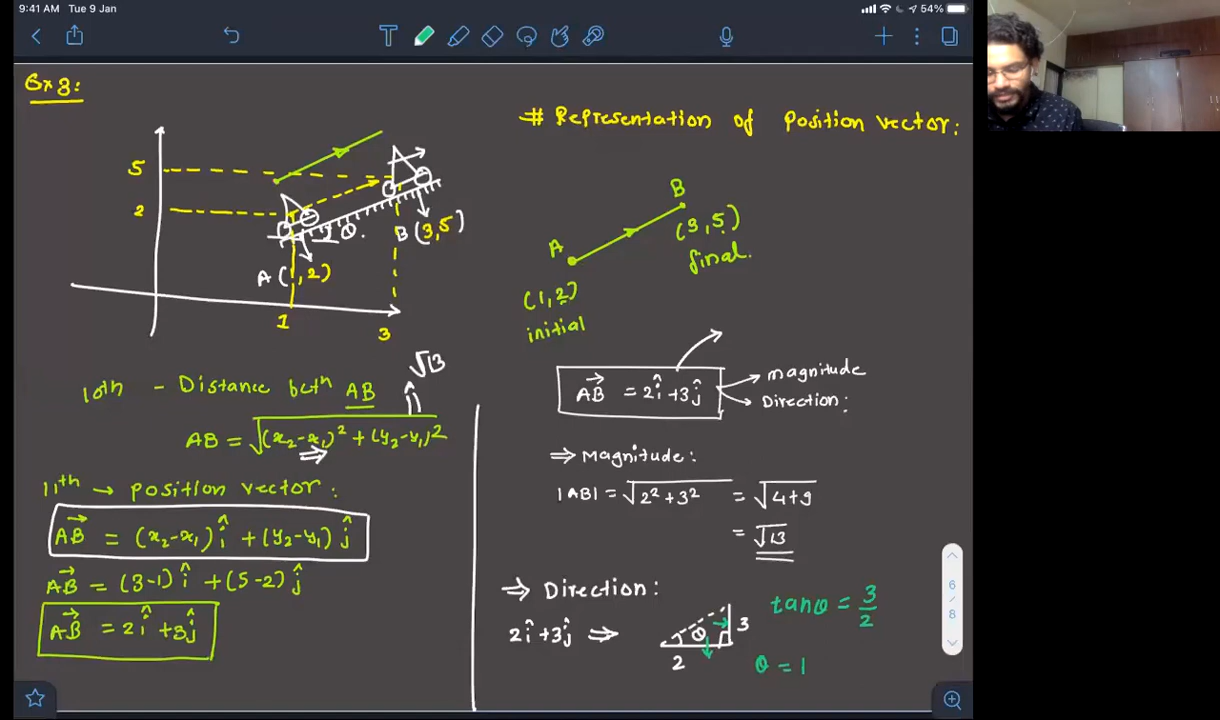 9:41 AM Tue 9 Jan
54%
Ex 3:
5
2
A (1,2)
B (3,5)
θ
1
3
10th - Distance beth AB
√13
AB = √(x₂-x₁)² + (y₂-y₁)²
11th → position vector:
AB→ = (x₂-x₁) î + (y₂-y₁) ĵ
AB→ = (3-1) î + (5-2) ĵ
AB→ = 2î + 3ĵ
# Representation of position vector:
A
B
(3,5)
final.
(1,2)
initial
AB→ = 2î+3ĵ
magnitude
Direction:
⇒ Magnitude:
|AB| = √2²+3² = √4+9
= √13
⇒ Direction:
2î+3ĵ ⇒
θ
3
2
tanθ = 3/2
θ = 1
6
/
8